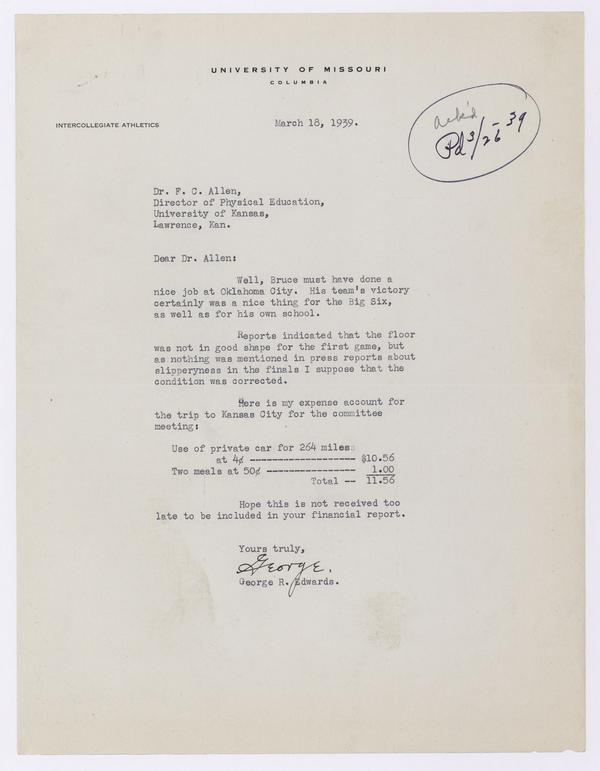 UNIVERSITY OF MISSOURI
COLUMBIA
INTERCOLLEGIATE ATHLETICS
March 18, 1939.
Ack'd
Pd 3/26-39
Dr. F. C. Allen,
Director of Physical Education,
University of Kansas,
Lawrence, Kan.
Dear Dr. Allen:
Well, Bruce must have done a
nice job at Oklahoma City. His team's victory
certainly was a nice thing for the Big Six,
as well as for his own school.
Reports indicated that the floor
was not in good shape for the first game, but
as nothing was mentioned in press reports about
slipperyness in the finals I suppose that the
condition was corrected.
Here is my expense account for
the trip to Kansas City for the committee
meeting:
Use of private car for 264 miles
at 4¢ ------------------- $10.56
Two meals at 50¢ ---------------- 1.00
Total -- 11.56
Hope this is not received too
late to be included in your financial report.
Yours truly,
George.
George R. Edwards.